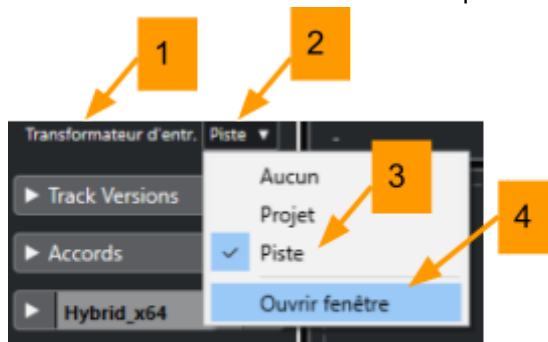 1
2
Transformateur d'entr. Piste ▼
Aucun
3
Track Versions
Projet
4
Accords
✓ Piste
Hybrid_x64
Ouvrir fenêtre